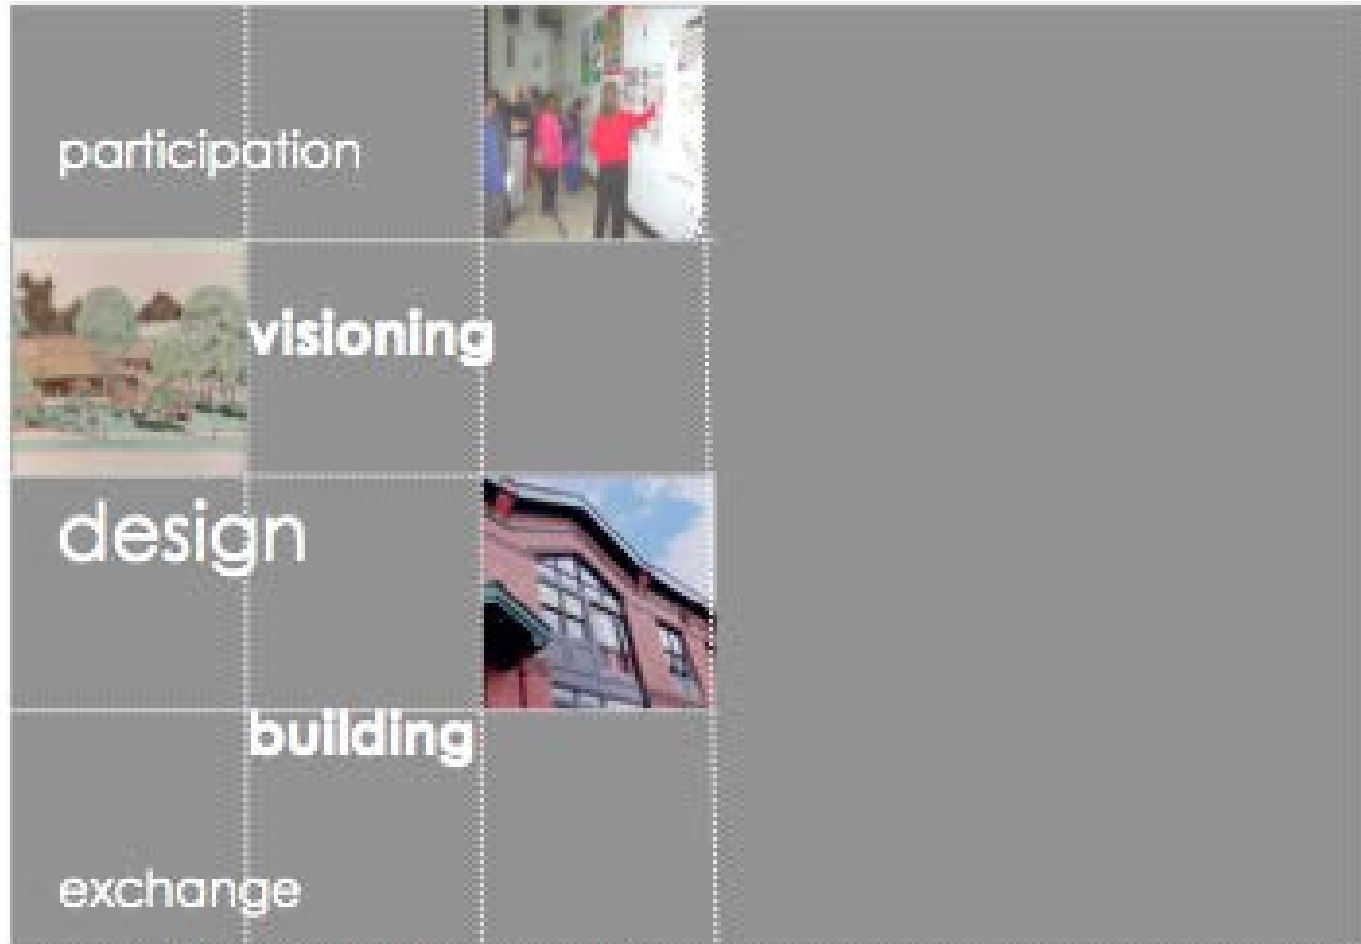 participation
visioning
design
building
exchange